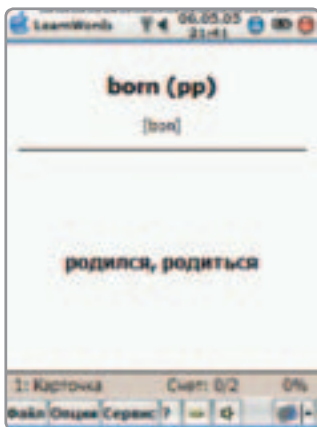 LearnWords 06.05.05
21:41
born (pp)
[bɔn]
родился, родиться
1: Карточка Счет: 0/2 0%
Файл Опции Сервис ?